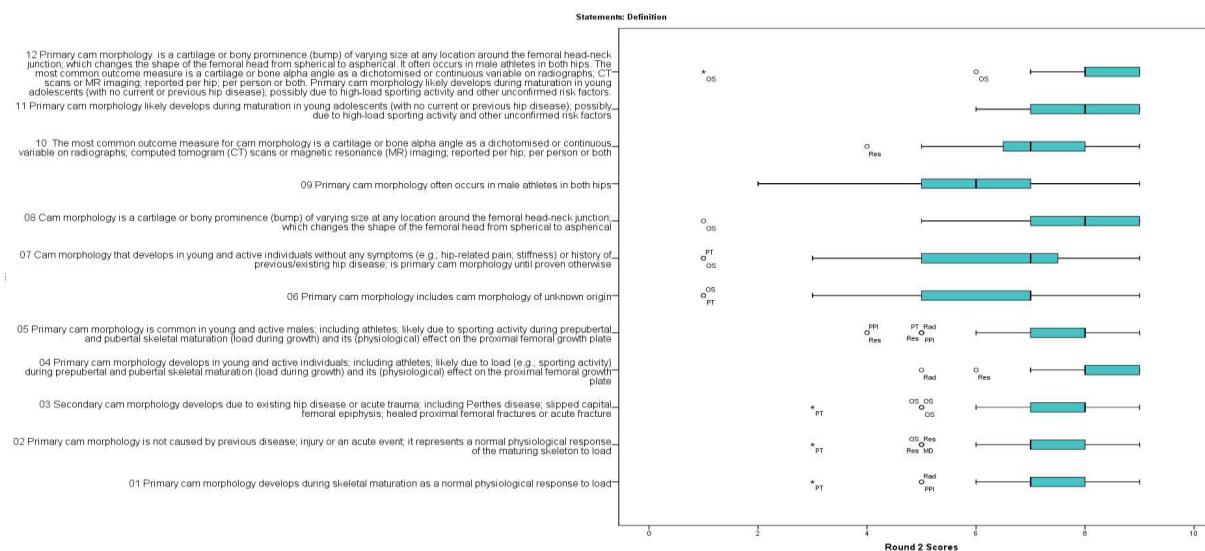 Statements: Definition
12 Primary cam morphology is a cartilage or bony prominence (bump) of varying size at any location around the femoral head-neck
junction; which changes the shape of the femoral head from spherical to aspherical. It often occurs in male athletes in both hips. The
most common outcome measure is a cartilage or bone alpha angle as a dichotomised or continuous variable on radiographs; CT
scans or MR imaging; reported per hip; per person or both. Primary cam morphology likely develops during maturation in young
adolescents (with no current or previous hip disease); possibly due to high-load sporting activity and other unconfirmed risk factors.
* OS
OS
11 Primary cam morphology likely develops during maturation in young adolescents (with no current or previous hip disease); possibly
due to high-load sporting activity and other unconfirmed risk factors
10 The most common outcome measure for cam morphology is a cartilage or bone alpha angle as a dichotomised or continuous
variable on radiographs; computed tomogram (CT) scans or magnetic resonance (MR) imaging; reported per hip; per person or both
Res
09 Primary cam morphology often occurs in male athletes in both hips
08 Cam morphology is a cartilage or bony prominence (bump) of varying size at any location around the femoral head-neck junction;
which changes the shape of the femoral head from spherical to aspherical
OS
07 Cam morphology that develops in young and active individuals without any symptoms (e.g.; hip-related pain; stiffness) or history of
previous/existing hip disease; is primary cam morphology until proven otherwise
PT
OS
06 Primary cam morphology includes cam morphology of unknown origin
OS
PT
05 Primary cam morphology is common in young and active males; including athletes; likely due to sporting activity during prepubertal
and pubertal skeletal maturation (load during growth) and its (physiological) effect on the proximal femoral growth plate
PPI
Res
PT Rad
Res PPI
04 Primary cam morphology develops in young and active individuals; including athletes; likely due to load (e.g.; sporting activity)
during prepubertal and pubertal skeletal maturation (load during growth) and its (physiological) effect on the proximal femoral growth
plate
Rad
Res
03 Secondary cam morphology develops due to existing hip disease or acute trauma; including Perthes disease; slipped capital
femoral epiphysis; healed proximal femoral fractures or acute fracture
* PT
OS OS
OS
02 Primary cam morphology is not caused by previous disease; injury or an acute event; it represents a normal physiological response
of the maturing skeleton to load
* PT
OS Res
Res MD
01 Primary cam morphology develops during skeletal maturation as a normal physiological response to load
* PT
Rad
PPI
0 2 4 6 8 10
Round 2 Scores